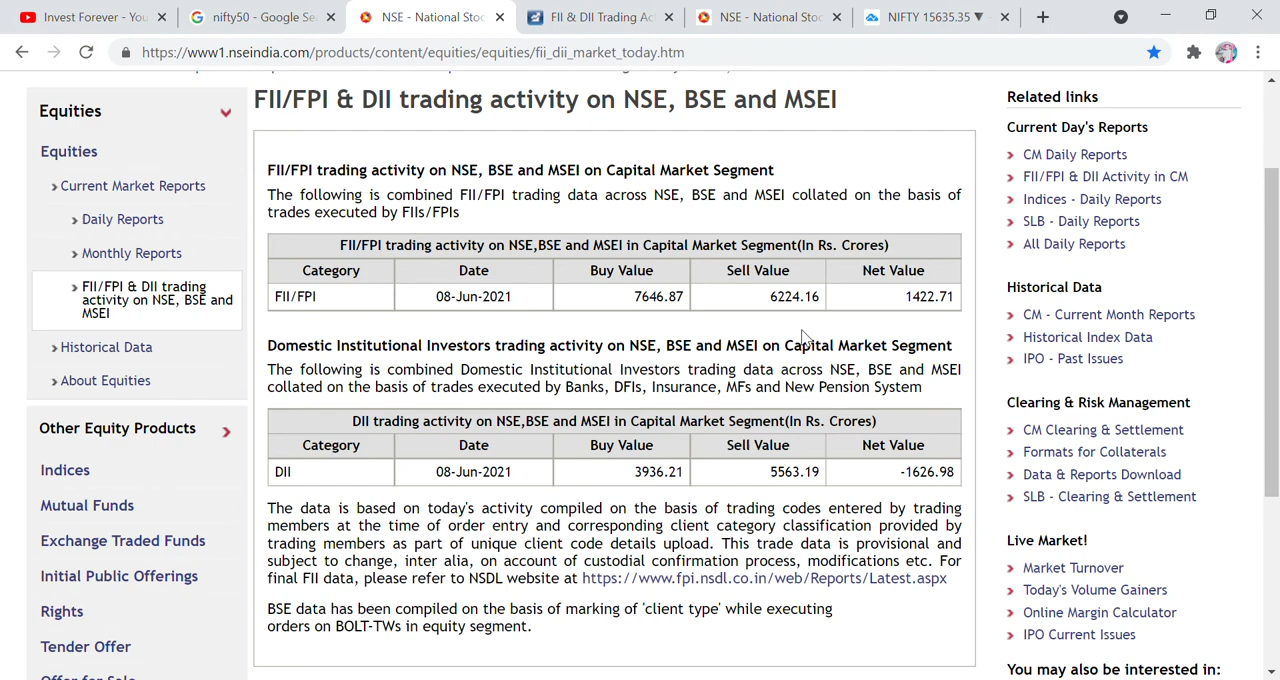 Invest Forever - You
nifty50 - Google Se
NSE - National Stoc
FII & DII Trading Ac
NSE - National Stoc
NIFTY 15635.35 ▼
https://www1.nseindia.com/products/content/equities/equities/fii_dii_market_today.htm
Equities
Equities
Current Market Reports
Daily Reports
Monthly Reports
FII/FPI & DII trading
activity on NSE, BSE and
MSEI
Historical Data
About Equities
Other Equity Products
Indices
Mutual Funds
Exchange Traded Funds
Initial Public Offerings
Rights
Tender Offer
FII/FPI & DII trading activity on NSE, BSE and MSEI
FII/FPI trading activity on NSE, BSE and MSEI on Capital Market Segment
The following is combined FII/FPI trading data across NSE, BSE and MSEI collated on the basis of
trades executed by FIIs/FPIs
FII/FPI trading activity on NSE,BSE and MSEI in Capital Market Segment(In Rs. Crores)
Category Date Buy Value Sell Value Net Value
FII/FPI 08-Jun-2021 7646.87 6224.16 1422.71
Domestic Institutional Investors trading activity on NSE, BSE and MSEI on Capital Market Segment
The following is combined Domestic Institutional Investors trading data across NSE, BSE and MSEI
collated on the basis of trades executed by Banks, DFIs, Insurance, MFs and New Pension System
DII trading activity on NSE,BSE and MSEI in Capital Market Segment(In Rs. Crores)
Category Date Buy Value Sell Value Net Value
DII 08-Jun-2021 3936.21 5563.19 -1626.98
The data is based on today's activity compiled on the basis of trading codes entered by trading
members at the time of order entry and corresponding client category classification provided by
trading members as part of unique client code details upload. This trade data is provisional and
subject to change, inter alia, on account of custodial confirmation process, modifications etc. For
final FII data, please refer to NSDL website at https://www.fpi.nsdl.co.in/web/Reports/Latest.aspx
BSE data has been compiled on the basis of marking of 'client type' while executing
orders on BOLT-TWs in equity segment.
Related links
Current Day's Reports
CM Daily Reports
FII/FPI & DII Activity in CM
Indices - Daily Reports
SLB - Daily Reports
All Daily Reports
Historical Data
CM - Current Month Reports
Historical Index Data
IPO - Past Issues
Clearing & Risk Management
CM Clearing & Settlement
Formats for Collaterals
Data & Reports Download
SLB - Clearing & Settlement
Live Market!
Market Turnover
Today's Volume Gainers
Online Margin Calculator
IPO Current Issues
You may also be interested in: